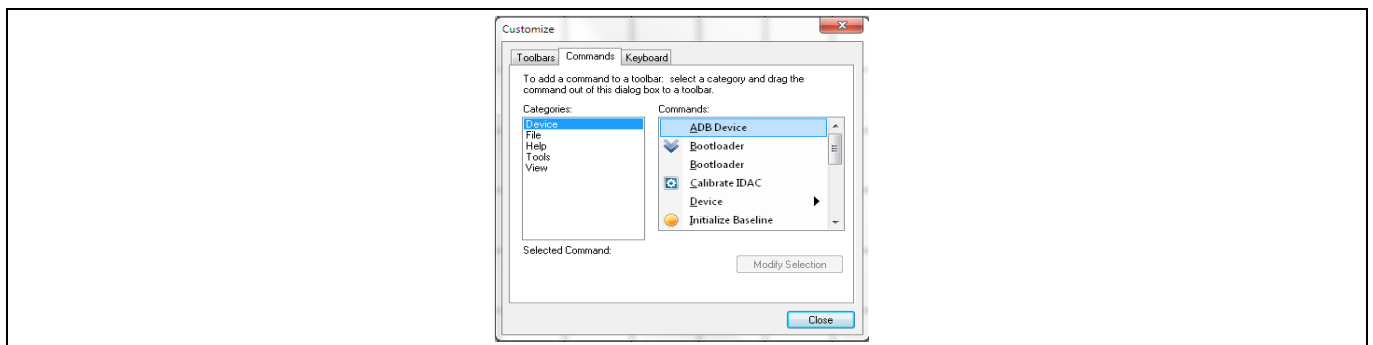 Customize
Toolbars Commands Keyboard
To add a command to a toolbar: select a category and drag the
command out of this dialog box to a toolbar.
Categories:
Device
File
Help
Tools
View
Commands:
ADB Device
Bootloader
Bootloader
Calibrate IDAC
Device
Initialize Baseline
Selected Command:
Modify Selection
Close